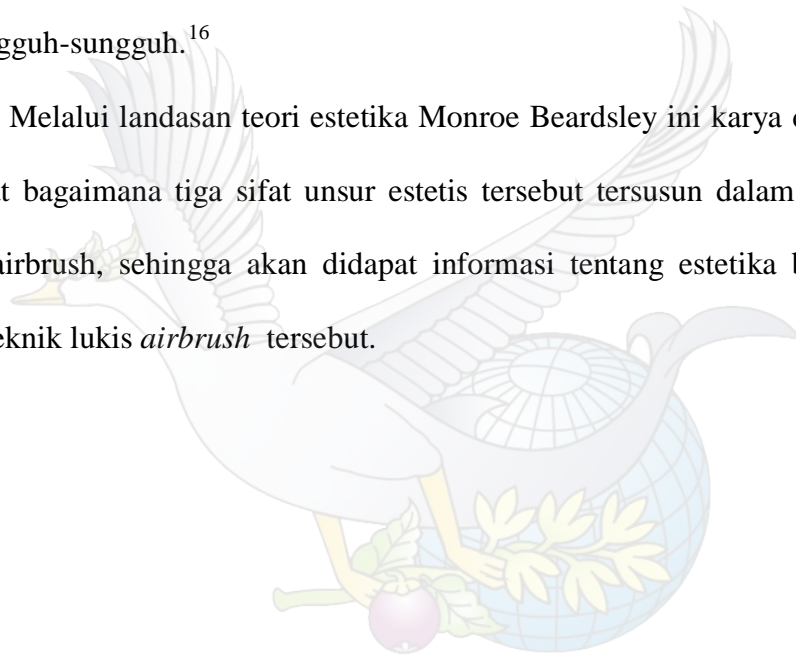 gguh-sungguh.16
Melalui landasan teori estetika Monroe Beardsley ini karya
t bagaimana tiga sifat unsur estetis tersebut tersusun dalam
airbrush, sehingga akan didapat informasi tentang estetika
eknik lukis airbrush tersebut.